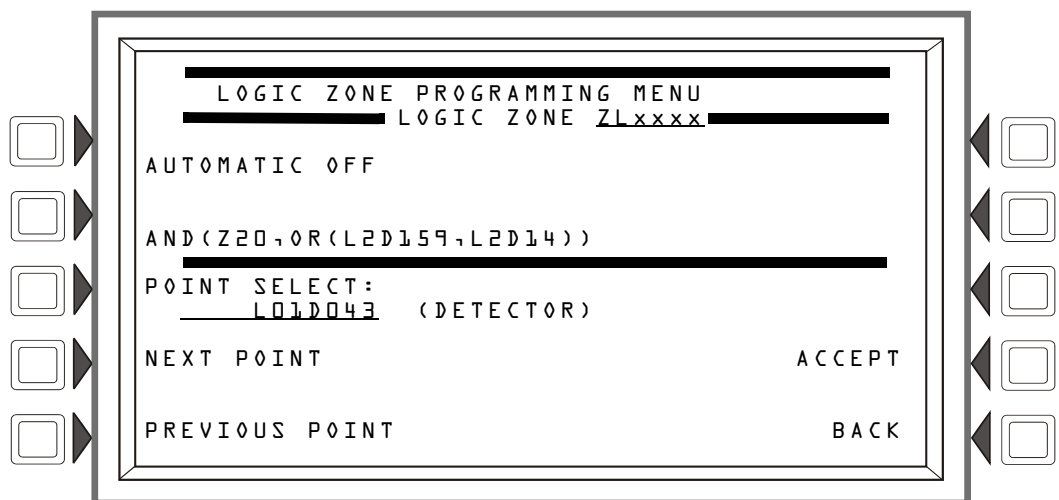 LOGIC ZONE PROGRAMMING MENU
LOGIC ZONE ZLxxxx
AUTOMATIC OFF
AND(Z20,OR(L2D159,L2D14))
POINT SELECT:
L01D043 (DETECTOR)
NEXT POINT ACCEPT
PREVIOUS POINT BACK